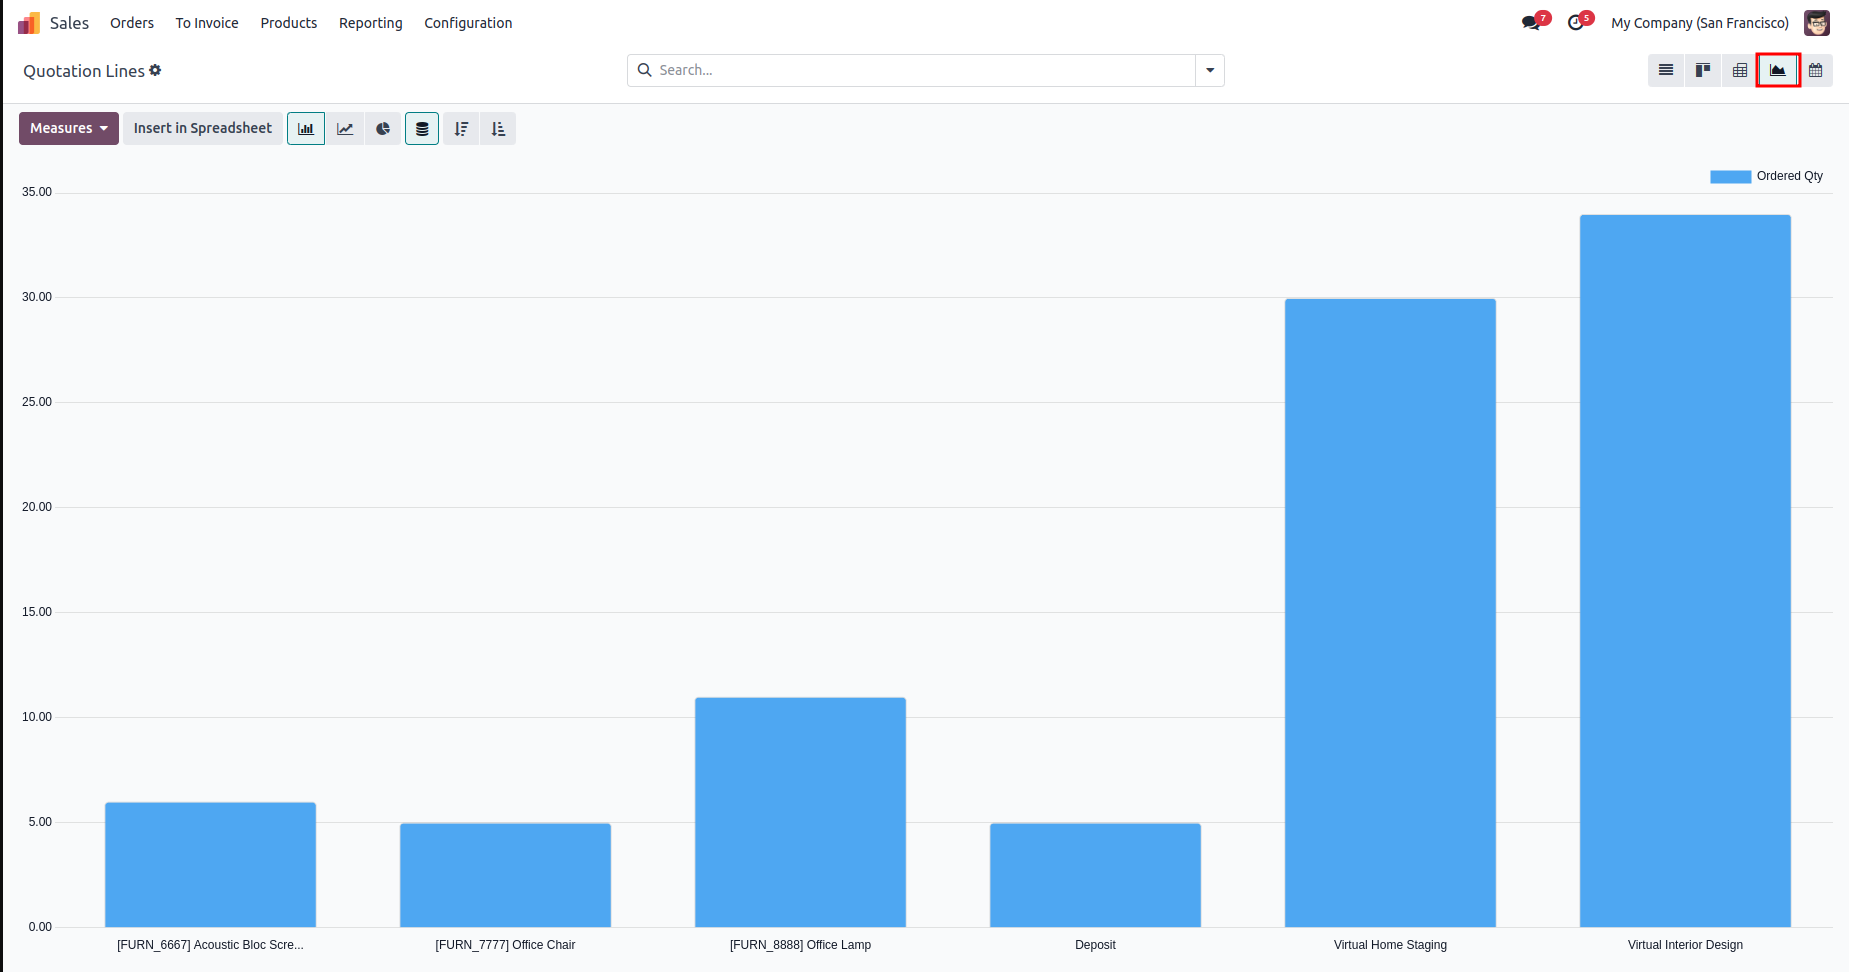 Sales Orders To Invoice Products Reporting Configuration 7 5 My Company (San Francisco)
Quotation Lines Search...
Measures Insert in Spreadsheet
Ordered Qty
35.00
30.00
25.00
20.00
15.00
10.00
5.00
0.00
[FURN_6667] Acoustic Bloc Scre... [FURN_7777] Office Chair [FURN_8888] Office Lamp Deposit Virtual Home Staging Virtual Interior Design